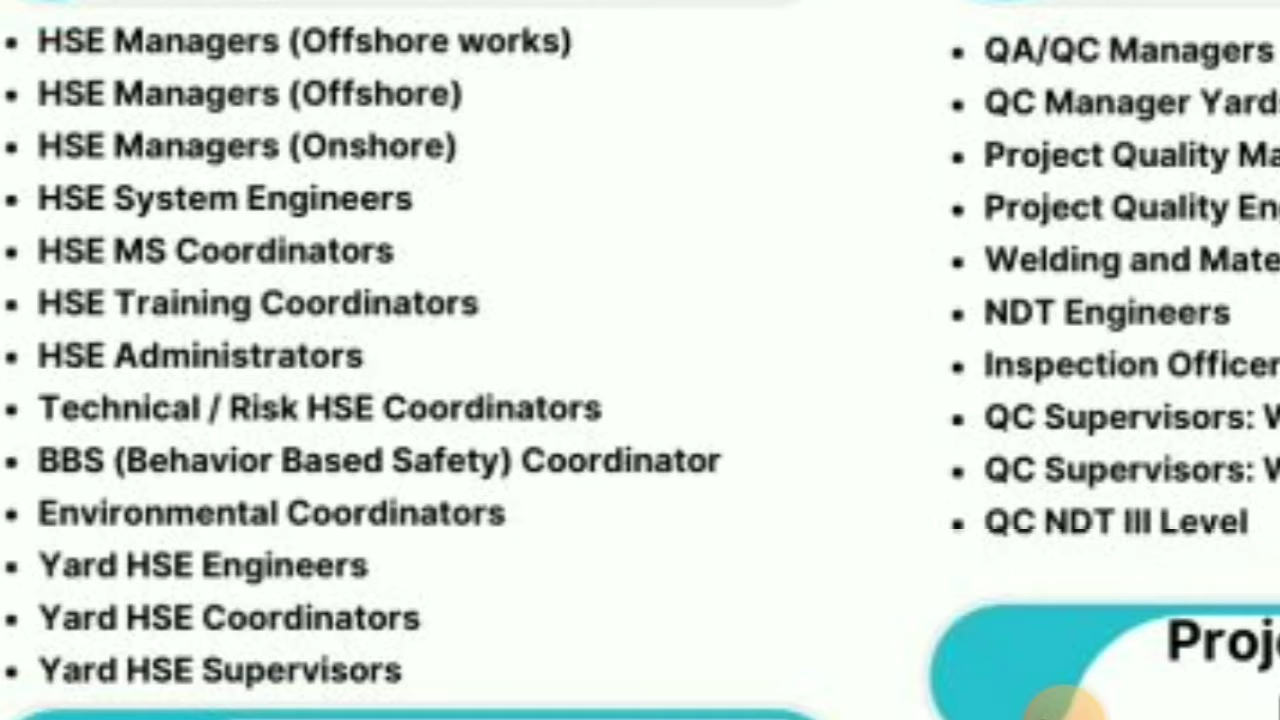 • HSE Managers (Offshore works)
• HSE Managers (Offshore)
• HSE Managers (Onshore)
• HSE System Engineers
• HSE MS Coordinators
• HSE Training Coordinators
• HSE Administrators
• Technical / Risk HSE Coordinators
• BBS (Behavior Based Safety) Coordinator
• Environmental Coordinators
• Yard HSE Engineers
• Yard HSE Coordinators
• Yard HSE Supervisors
• QA/QC Managers
• QC Manager Yard
• Project Quality
• Project Quality
• Welding and
• NDT Engineers
• Inspection Officer
• QC Supervisors:
• QC Supervisors:
• QC NDT III Level